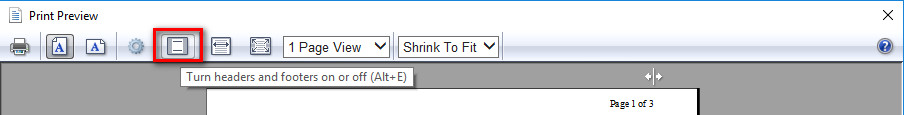 Print Preview
A A 1 Page View Shrink To Fit ?
Turn headers and footers on or off (Alt+E)
Page 1 of 3